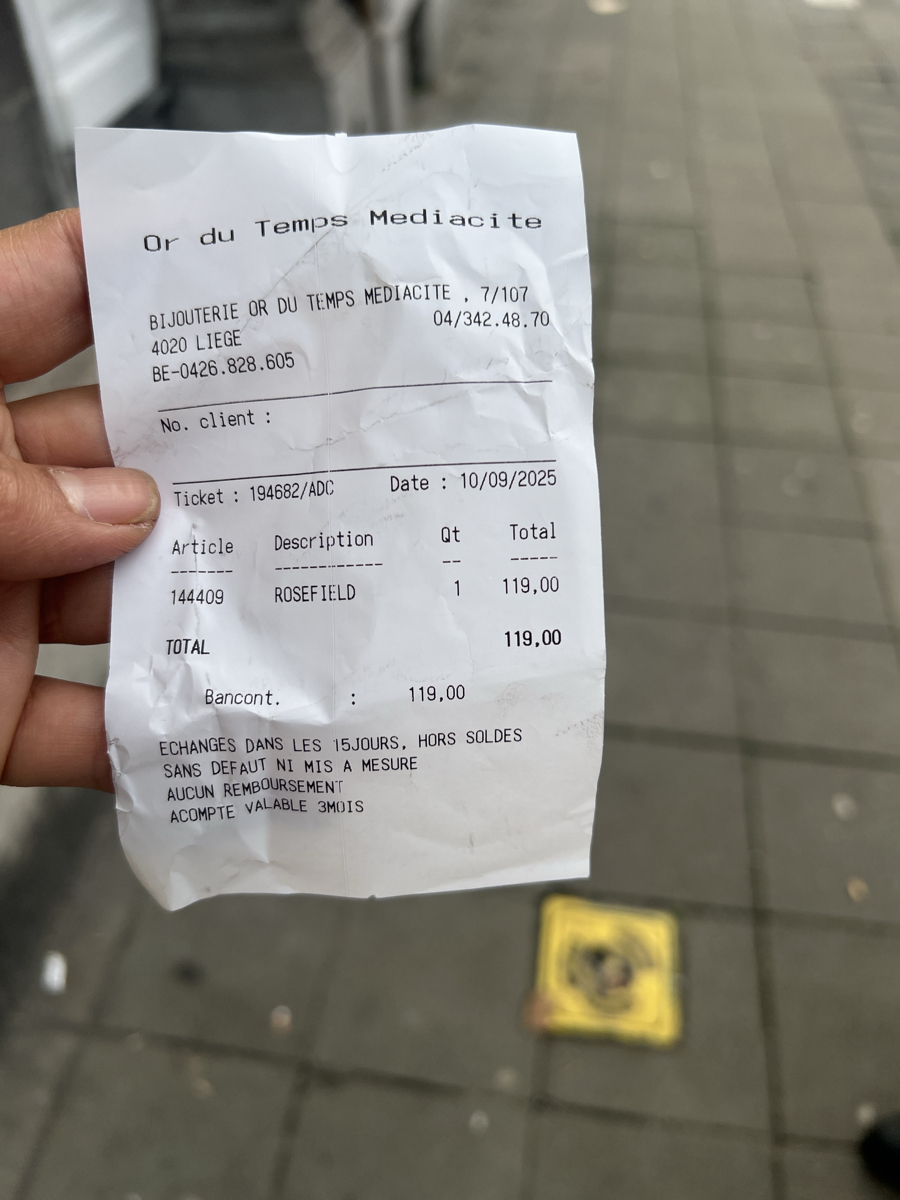 Or du Temps Mediacite
BIJOUTERIE OR DU TEMPS MEDIACITE , 7/107
04/342.48.70
4020 LIEGE
BE-0426.828.605
No. client :
Ticket : 194682/ADC Date : 10/09/2025
Article Description Qt Total
------- ------------ -- -----
144409 ROSEFIELD 1 119,00
TOTAL 119,00
Bancont. : 119,00
ECHANGES DANS LES 15JOURS, HORS SOLDES
SANS DEFAUT NI MIS A MESURE
AUCUN REMBOURSEMENT
ACOMPTE VALABLE 3MOIS